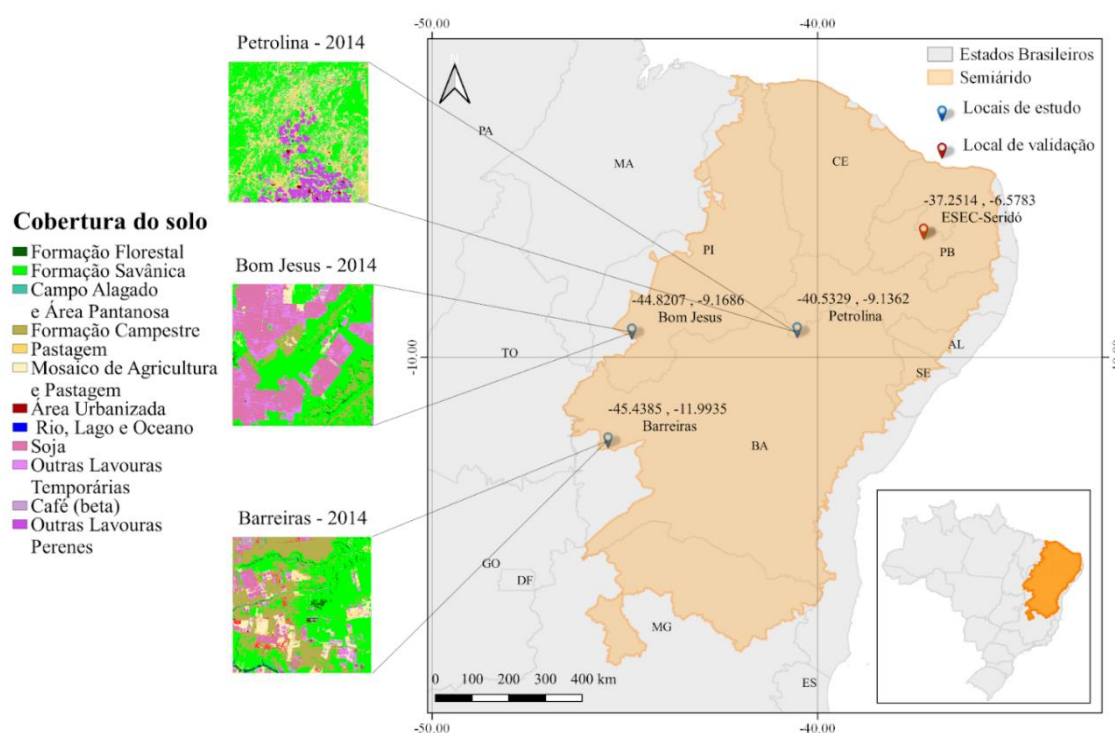 Petrolina - 2014
Bom Jesus - 2014
Barreiras - 2014
Cobertura do solo
Formação Florestal
Formação Savânica
Campo Alagado
e Área Pantanosa
Formação Campestre
Pastagem
Mosaico de Agricultura
e Pastagem
Área Urbanizada
Rio, Lago e Oceano
Soja
Outras Lavouras
Temporárias
Café (beta)
Outras Lavouras
Perenes
-50.00
-40.00
Estados Brasileiros
Semiárido
Locais de estudo
Local de validação
PA
MA
CE
-37.2514 , -6.5783
ESEC-Seridó
PI
PB
-44.8207 , -9.1686
Bom Jesus
-40.5329 , -9.1362
Petrolina
TO
AL
-10.00
-10.00
SE
-45.4385 , -11.9935
Barreiras
BA
GO
DF
MG
ES
0 100 200 300 400 km
-50.00
-40.00